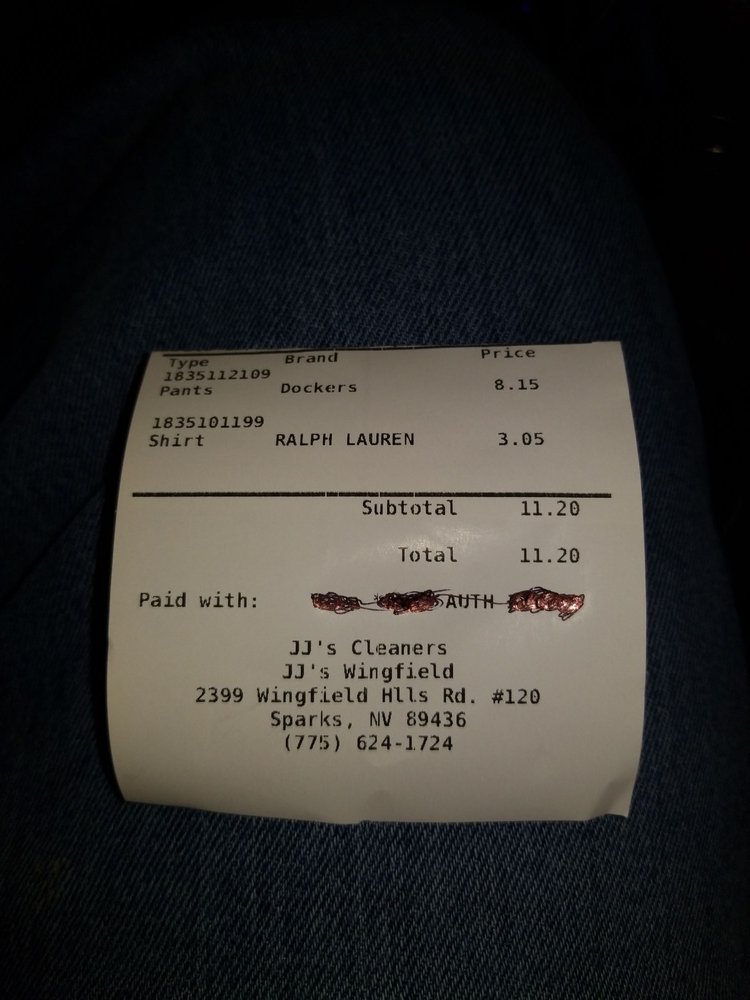 Type Brand Price
1835112109
Pants Dockers 8.15
1835101199
Shirt RALPH LAUREN 3.05
Subtotal 11.20
Total 11.20
Paid with: AUTH
JJ's Cleaners
JJ's Wingfield
2399 Wingfield Hlls Rd. #120
Sparks, NV 89436
(775) 624-1724